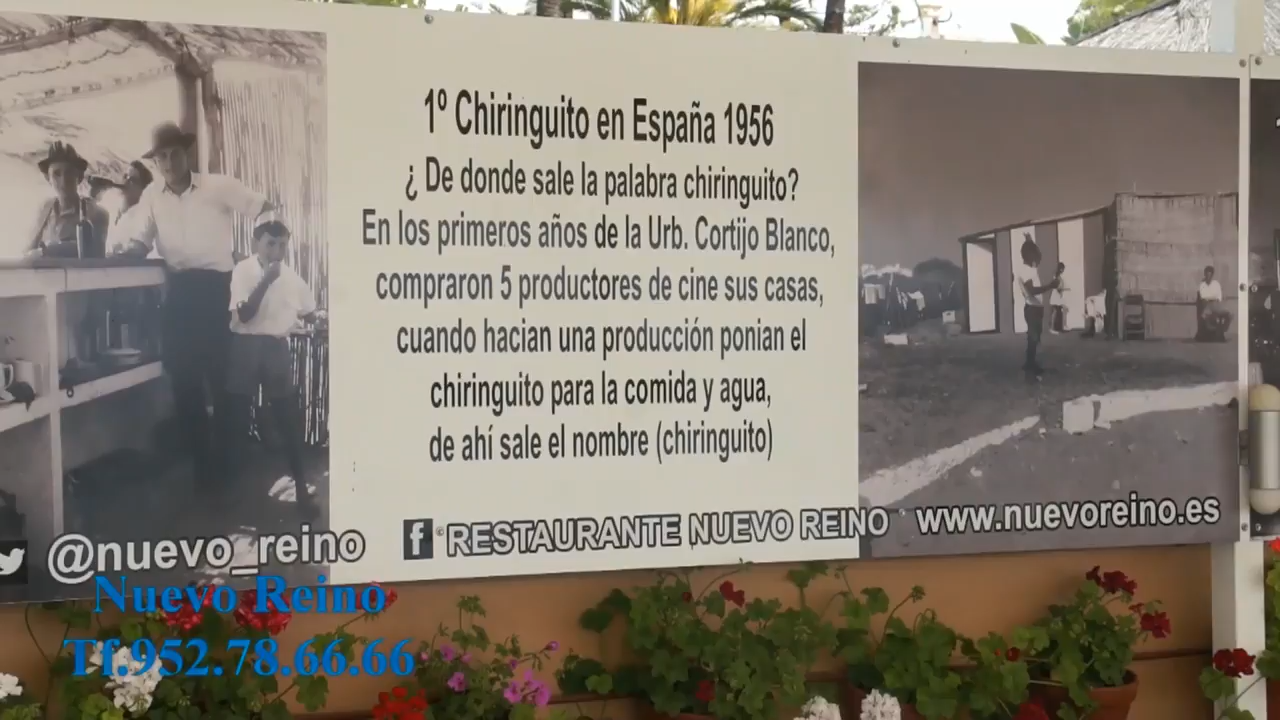 1º Chiringuito en España 1956
¿ De donde sale la palabra chiringuito?
En los primeros años de la Urb. Cortijo Blanco,
compraron 5 productores de cine sus casas,
cuando hacian una producción ponian el
chiringuito para la comida y agua,
de ahí sale el nombre (chiringuito)
@nuevo_reino
f RESTAURANTE NUEVO REINO
www.nuevoreino.es
Nuevo Reino
Tf.952.78.66.66